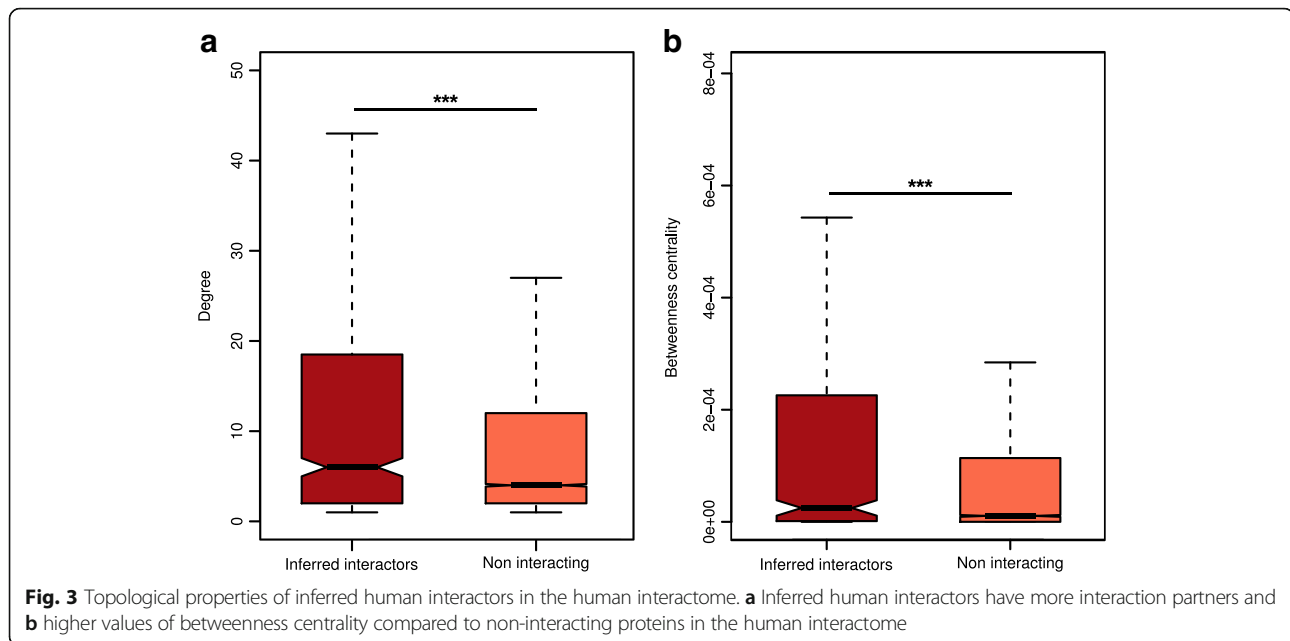 a
b
50
40
30
20
10
0
Degree
***
Inferred interactors
Non interacting
8e−04
6e−04
4e−04
2e−04
0e+00
Betweenness centrality
***
Inferred interactors
Non interacting
Fig. 3 Topological properties of inferred human interactors in the human interactome. a Inferred human interactors have more interaction partners and
b higher values of betweenness centrality compared to non-interacting proteins in the human interactome